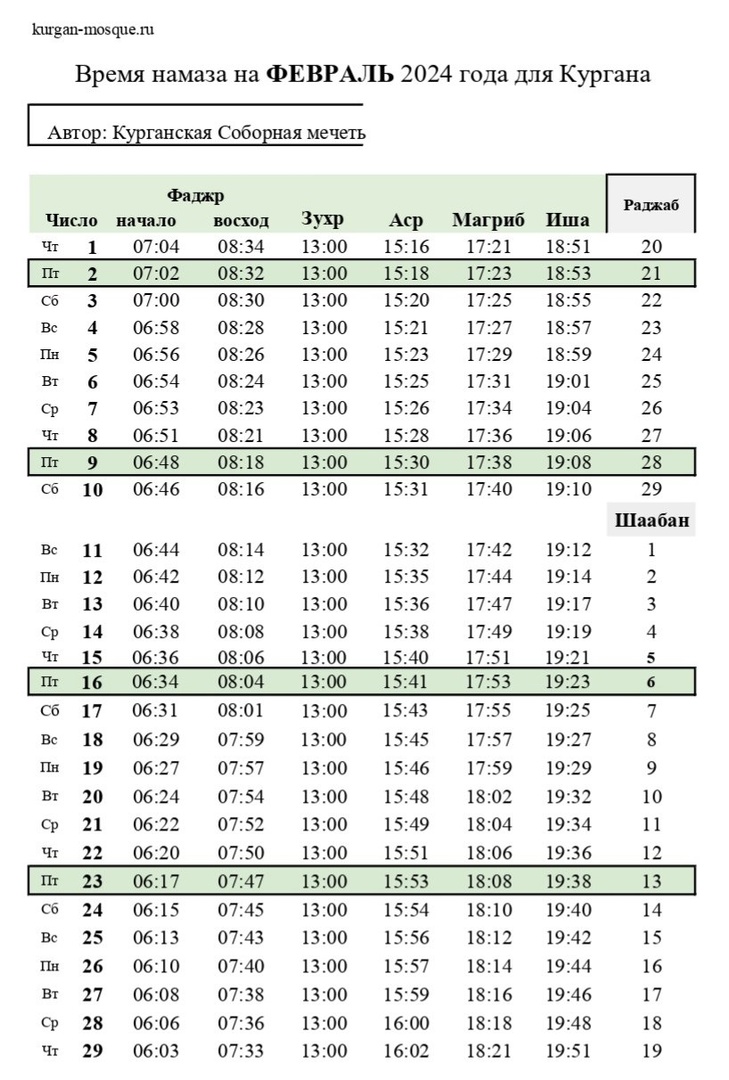 kurgan-mosque.ru
Время намаза на ФЕВРАЛЬ 2024 года для Кургана
Автор: Курганская Соборная мечеть
Фаджр
Раджаб
Число начало восход Зухр Аср Магриб Иша
Чт 1 07:04 08:34 13:00 15:16 17:21 18:51 20
Пт 2 07:02 08:32 13:00 15:18 17:23 18:53 21
Сб 3 07:00 08:30 13:00 15:20 17:25 18:55 22
Вс 4 06:58 08:28 13:00 15:21 17:27 18:57 23
Пн 5 06:56 08:26 13:00 15:23 17:29 18:59 24
Вт 6 06:54 08:24 13:00 15:25 17:31 19:01 25
Ср 7 06:53 08:23 13:00 15:26 17:34 19:04 26
Чт 8 06:51 08:21 13:00 15:28 17:36 19:06 27
Пт 9 06:48 08:18 13:00 15:30 17:38 19:08 28
Сб 10 06:46 08:16 13:00 15:31 17:40 19:10 29
Шаабан
Вс 11 06:44 08:14 13:00 15:32 17:42 19:12 1
Пн 12 06:42 08:12 13:00 15:35 17:44 19:14 2
Вт 13 06:40 08:10 13:00 15:36 17:47 19:17 3
Ср 14 06:38 08:08 13:00 15:38 17:49 19:19 4
Чт 15 06:36 08:06 13:00 15:40 17:51 19:21 5
Пт 16 06:34 08:04 13:00 15:41 17:53 19:23 6
Сб 17 06:31 08:01 13:00 15:43 17:55 19:25 7
Вс 18 06:29 07:59 13:00 15:45 17:57 19:27 8
Пн 19 06:27 07:57 13:00 15:46 17:59 19:29 9
Вт 20 06:24 07:54 13:00 15:48 18:02 19:32 10
Ср 21 06:22 07:52 13:00 15:49 18:04 19:34 11
Чт 22 06:20 07:50 13:00 15:51 18:06 19:36 12
Пт 23 06:17 07:47 13:00 15:53 18:08 19:38 13
Сб 24 06:15 07:45 13:00 15:54 18:10 19:40 14
Вс 25 06:13 07:43 13:00 15:56 18:12 19:42 15
Пн 26 06:10 07:40 13:00 15:57 18:14 19:44 16
Вт 27 06:08 07:38 13:00 15:59 18:16 19:46 17
Ср 28 06:06 07:36 13:00 16:00 18:18 19:48 18
Чт 29 06:03 07:33 13:00 16:02 18:21 19:51 19